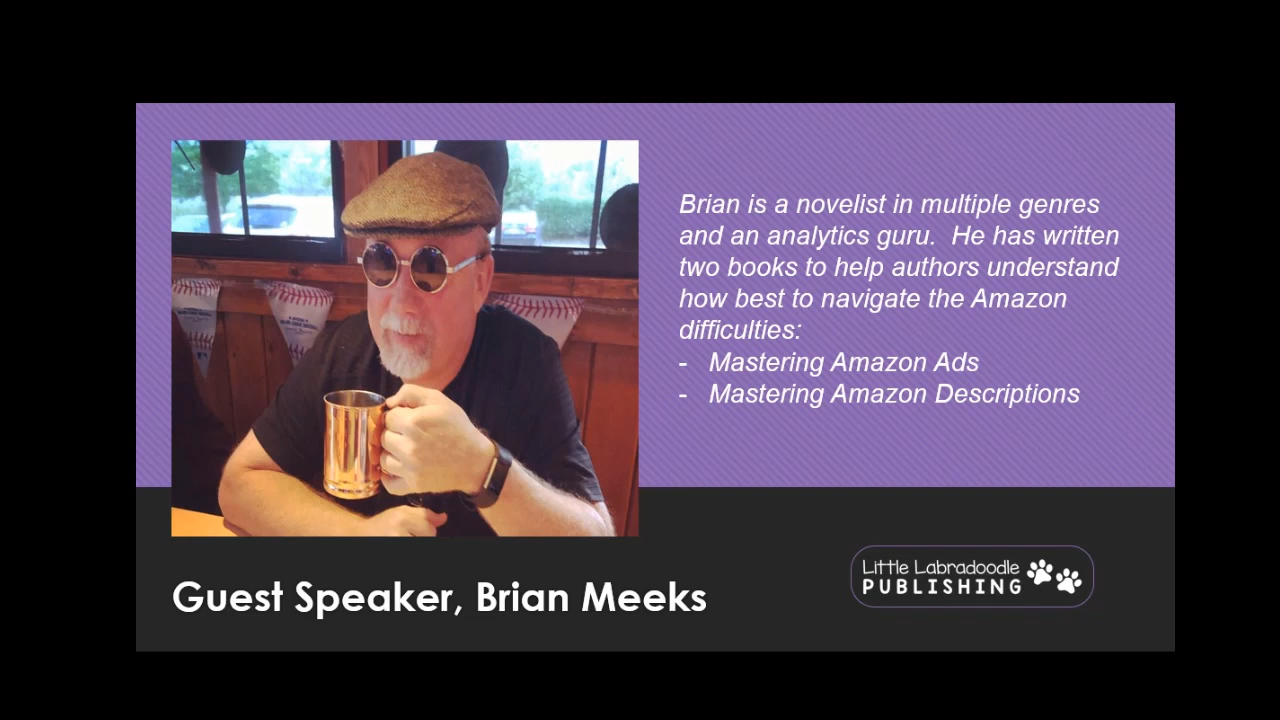 Brian is a novelist in multiple genres
and an analytics guru.  He has written
two books to help authors understand
how best to navigate the Amazon
difficulties:
-   Mastering Amazon Ads
-   Mastering Amazon Descriptions
Guest Speaker, Brian Meeks
Little Labradoodle
PUBLISHING